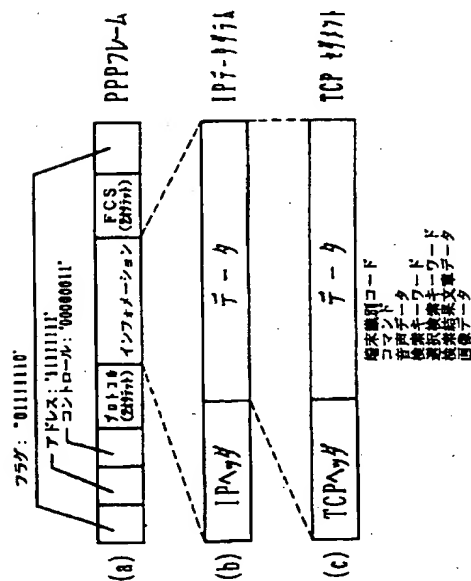 フラグ："01111110"
アドレス："11111111"
コントロール："00000011"
(a)
プロトコル
(2オクテット)
インフォメーション
FCS
(2オクテット)
PPPフレーム
(b)
IPヘッダ
データ
IPデータグラム
(c)
TCPヘッダ
データ
TCP セグメント
端末識別コード
コマンド
音声データ
検索キーワード
選択検索キーワード
検索結果文章データ
画像データ